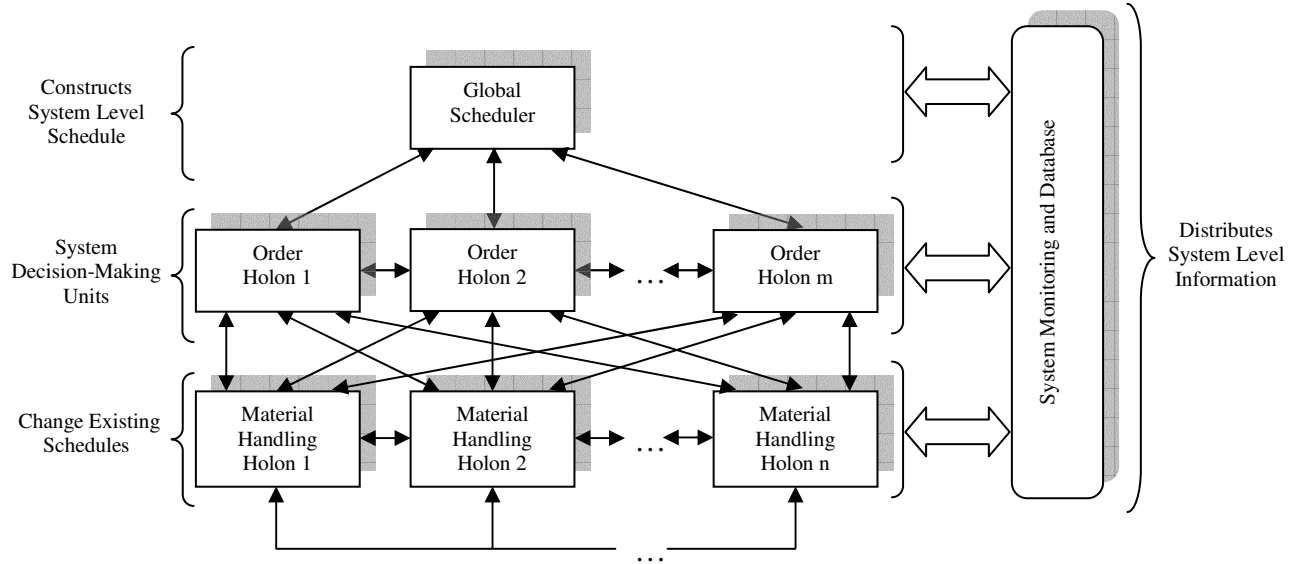 Constructs
System Level
Schedule
Global
Scheduler
System
Decision-Making
Units
Order
Holon 1
Order
Holon 2
...
Order
Holon m
Change Existing
Schedules
Material
Handling
Holon 1
Material
Handling
Holon 2
...
Material
Handling
Holon n
...
System Monitoring and Database
Distributes
System Level
Information